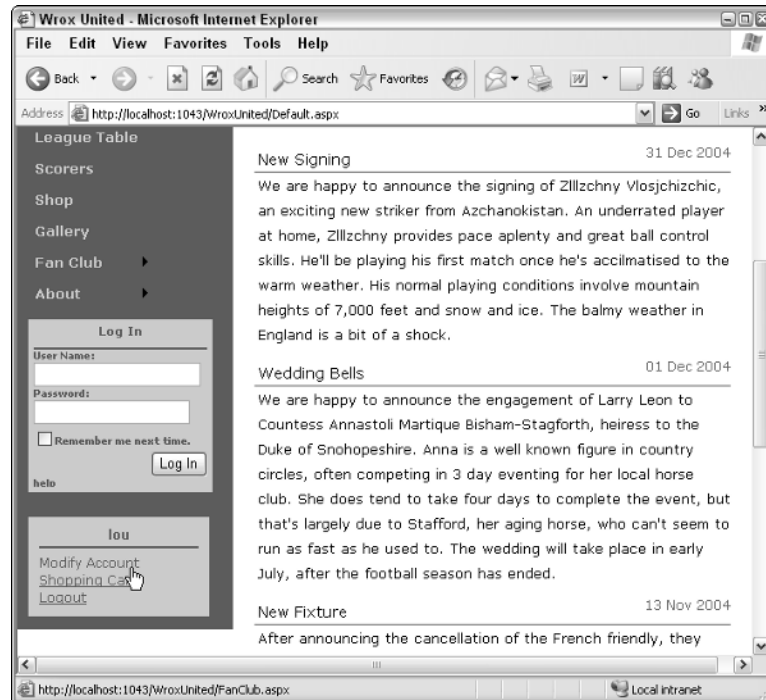 Wrox United - Microsoft Internet Explorer
File Edit View Favorites Tools Help
Back Search Favorites
Address http://localhost:1043/WroxUnited/Default.aspx Go Links »
League Table
Scorers
Shop
Gallery
Fan Club
About
Log In
User Name:
Password:
Remember me next time.
Log In
help
lou
Modify Account
Shopping Cart
Logout
New Signing 31 Dec 2004
We are happy to announce the signing of Zlllzchny Vlosjchizchic,
an exciting new striker from Azchanokistan. An underrated player
at home, Zlllzchny provides pace aplenty and great ball control
skills. He'll be playing his first match once he's accilmatised to the
warm weather. His normal playing conditions involve mountain
heights of 7,000 feet and snow and ice. The balmy weather in
England is a bit of a shock.
Wedding Bells 01 Dec 2004
We are happy to announce the engagement of Larry Leon to
Countess Annastoli Martique Bisham-Stagforth, heiress to the
Duke of Snohopeshire. Anna is a well known figure in country
circles, often competing in 3 day eventing for her local horse
club. She does tend to take four days to complete the event, but
that's largely due to Stafford, her aging horse, who can't seem to
run as fast as he used to. The wedding will take place in early
July, after the football season has ended.
New Fixture 13 Nov 2004
After announcing the cancellation of the French friendly, they
http://localhost:1043/WroxUnited/FanClub.aspx Local intranet